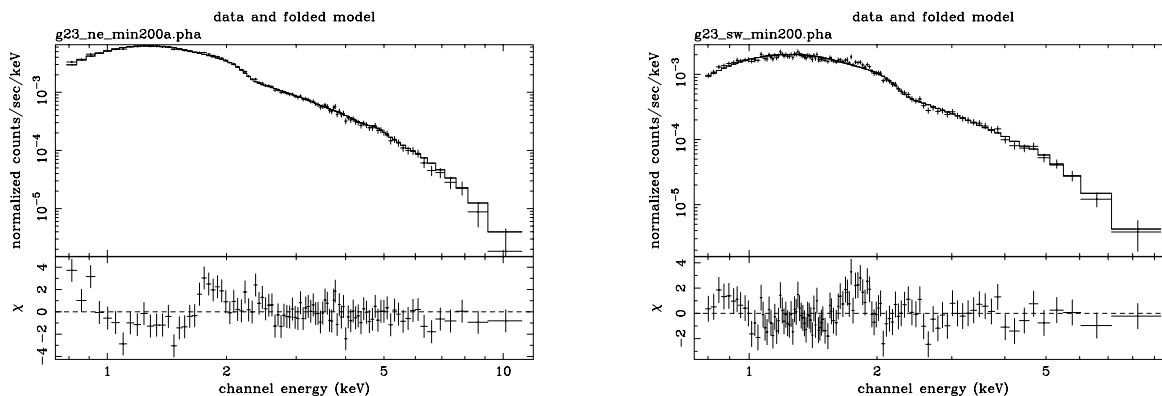 data and folded model
g23_ne_min200a.pha
normalized counts/sec/keV
10⁻³
10⁻⁴
10⁻⁵
χ
4
2
0
−2
−4
1
2
5
10
channel energy (keV)
data and folded model
g23_sw_min200.pha
normalized counts/sec/keV
10⁻³
10⁻⁴
10⁻⁵
χ
4
2
0
−2
1
2
5
channel energy (keV)